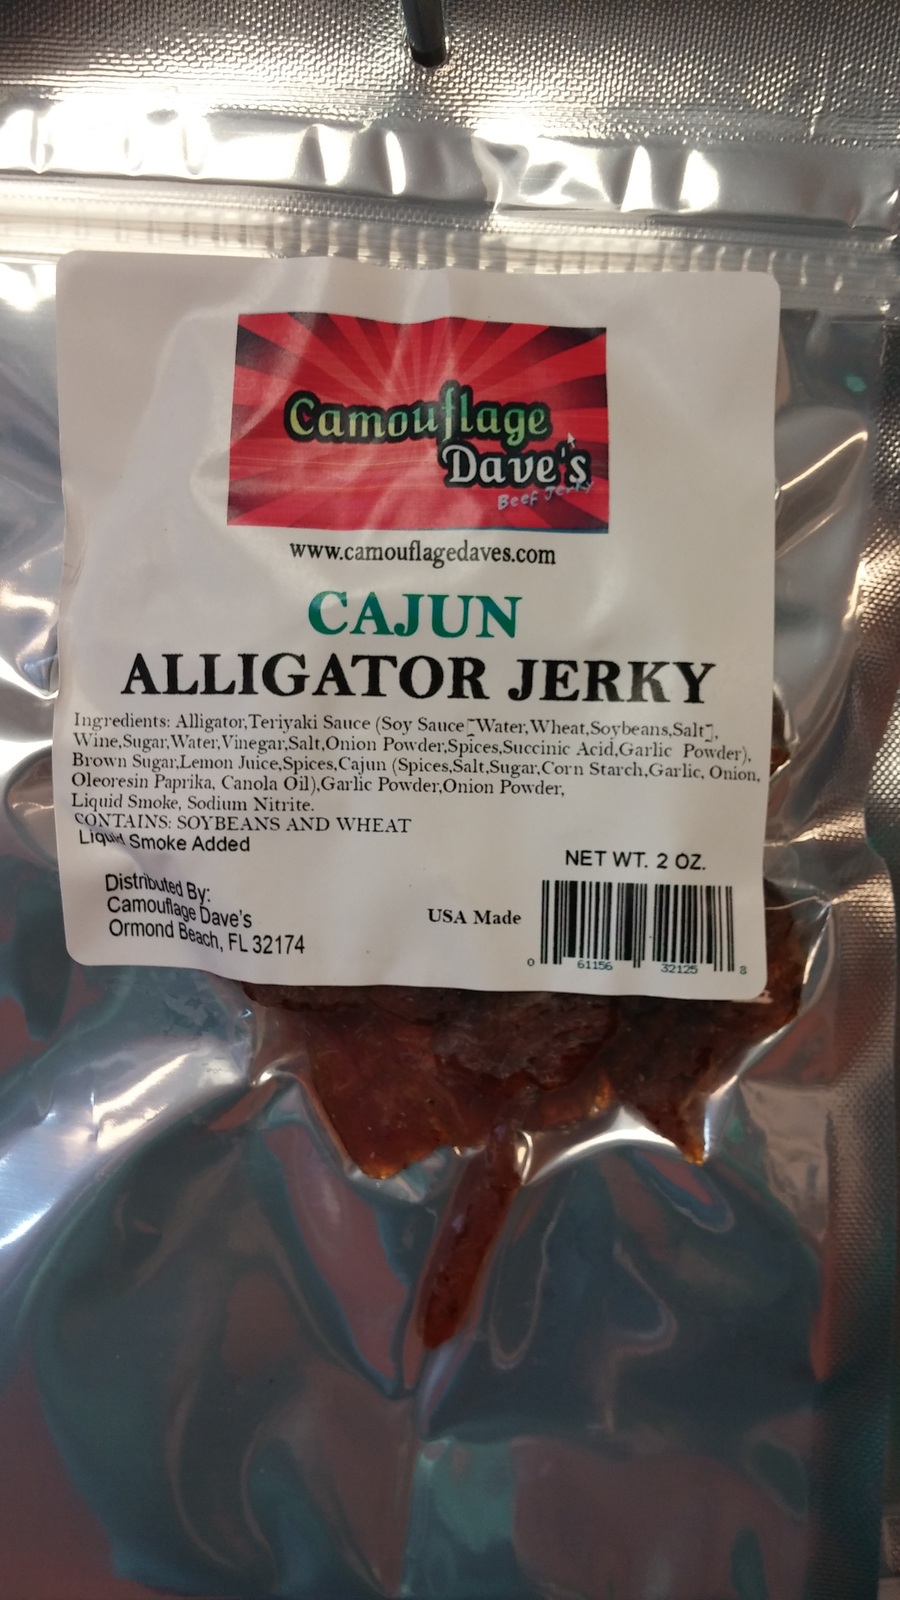 Camouflage
Dave's
Beef Jerky
www.camouflagedaves.com
CAJUN
ALLIGATOR JERKY
Ingredients: Alligator,Teriyaki Sauce (Soy Sauce[Water,Wheat,Soybeans,Salt],
Wine,Sugar,Water,Vinegar,Salt,Onion Powder,Spices,Succinic Acid,Garlic Powder),
Brown Sugar,Lemon Juice,Spices,Cajun (Spices,Salt,Sugar,Corn Starch,Garlic, Onion,
Oleoresin Paprika, Canola Oil),Garlic Powder,Onion Powder,
Liquid Smoke, Sodium Nitrite.
CONTAINS: SOYBEANS AND WHEAT
Liquid Smoke Added
NET WT. 2 OZ.
Distributed By:
Camouflage Dave's
Ormond Beach, FL 32174
USA Made
0 61156 32125 8